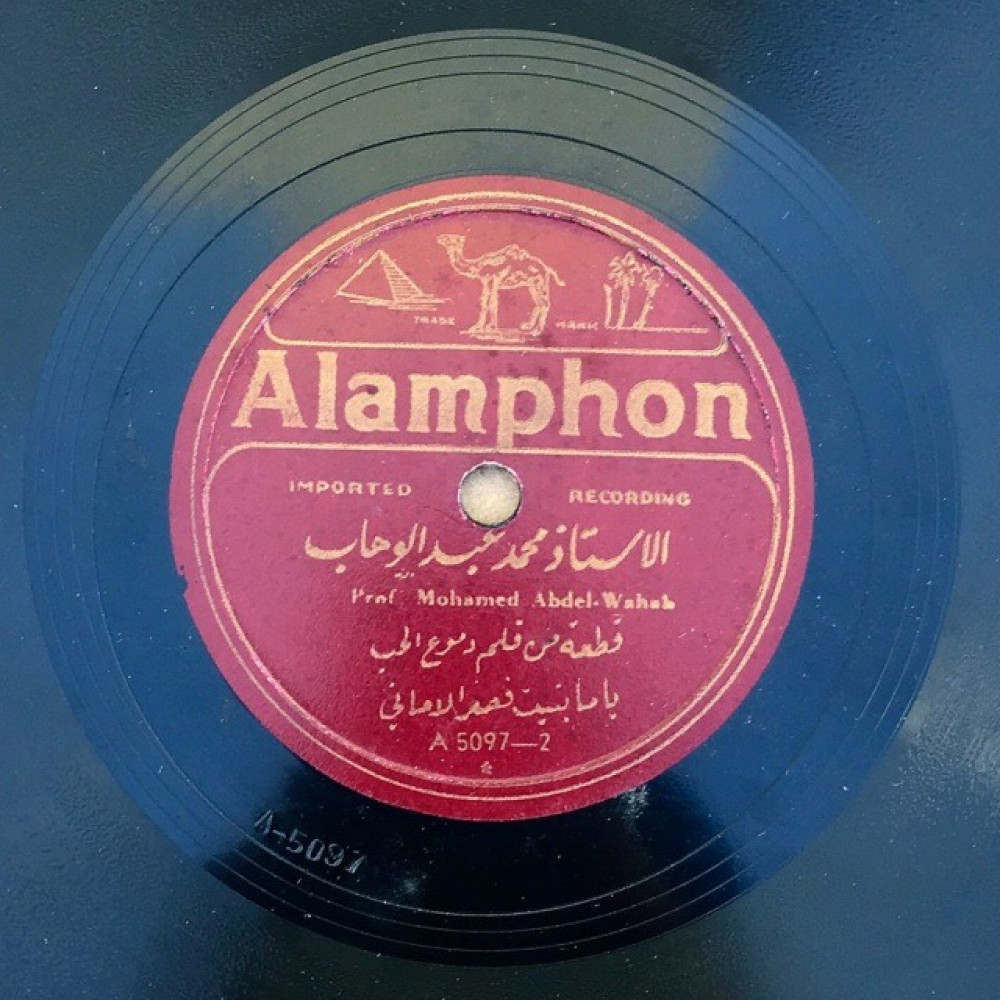 TRADE MARK
Alamphon
IMPORTED RECORDING
الاستاذ محمد عبد الوهاب
Prof Mohamed Abdel-Wahab
قطعة من فلم دموع الحب
ياما بنيت قصر الاماني
A 5097—2
A-5097